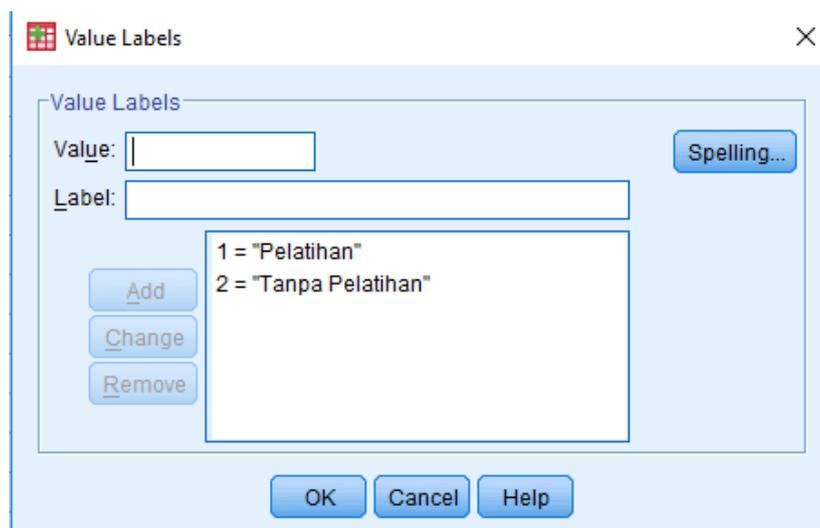 Value Labels
Value Labels
Value:
Spelling...
Label:
1 = "Pelatihan"
2 = "Tanpa Pelatihan"
Add
Change
Remove
OK Cancel Help